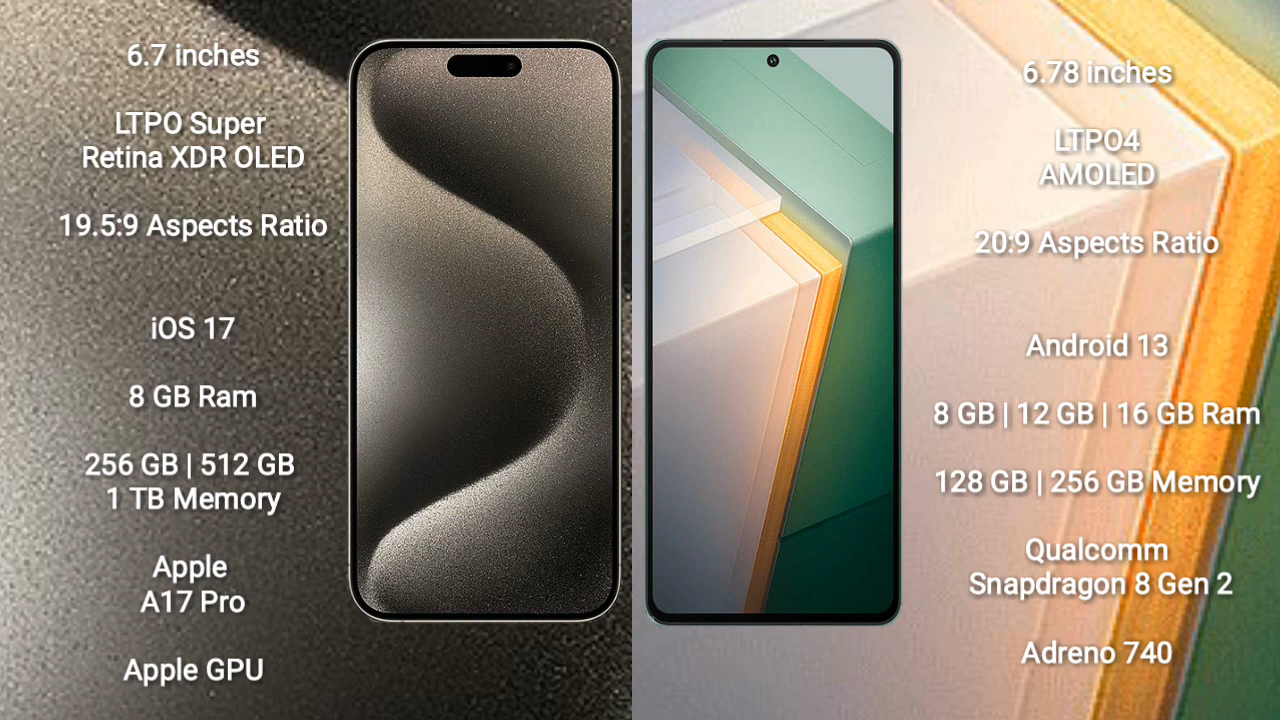 6.7 inches
LTPO Super
Retina XDR OLED
19.5:9 Aspects Ratio
iOS 17
8 GB Ram
256 GB | 512 GB
1 TB Memory
Apple
A17 Pro
Apple GPU
6.78 inches
LTPO4
AMOLED
20:9 Aspects Ratio
Android 13
8 GB | 12 GB | 16 GB Ram
128 GB | 256 GB Memory
Qualcomm
Snapdragon 8 Gen 2
Adreno 740